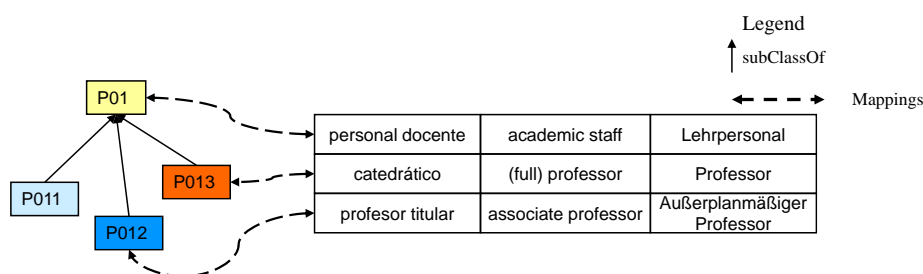 Legend
subClassOf
Mappings
P01
P011
P012
P013
personal docente academic staff Lehrpersonal
catedrático (full) professor Professor
profesor titular associate professor Außerplanmäßiger
Professor